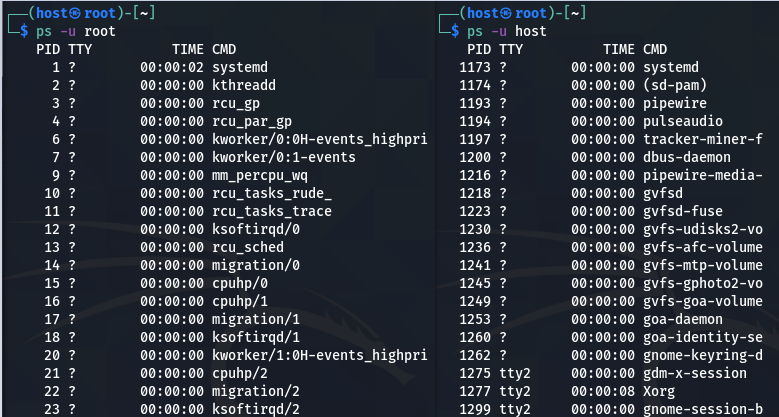 ┌──(host㉿root)-[~]
└─$ ps -u root
PID TTY          TIME CMD
1 ?        00:00:02 systemd
2 ?        00:00:00 kthreadd
3 ?        00:00:00 rcu_gp
4 ?        00:00:00 rcu_par_gp
6 ?        00:00:00 kworker/0:0H-events_highpri
7 ?        00:00:00 kworker/0:1-events
9 ?        00:00:00 mm_percpu_wq
10 ?        00:00:00 rcu_tasks_rude_
11 ?        00:00:00 rcu_tasks_trace
12 ?        00:00:00 ksoftirqd/0
13 ?        00:00:00 rcu_sched
14 ?        00:00:00 migration/0
15 ?        00:00:00 cpuhp/0
16 ?        00:00:00 cpuhp/1
17 ?        00:00:00 migration/1
18 ?        00:00:00 ksoftirqd/1
20 ?        00:00:00 kworker/1:0H-events_highpri
21 ?        00:00:00 cpuhp/2
22 ?        00:00:00 migration/2
23 ?        00:00:00 ksoftirqd/2
┌──(host㉿root)-[~]
└─$ ps -u host
PID TTY          TIME CMD
1173 ?        00:00:00 systemd
1174 ?        00:00:00 (sd-pam)
1193 ?        00:00:00 pipewire
1194 ?        00:00:00 pulseaudio
1197 ?        00:00:00 tracker-miner-f
1200 ?        00:00:00 dbus-daemon
1216 ?        00:00:00 pipewire-media-
1218 ?        00:00:00 gvfsd
1223 ?        00:00:00 gvfsd-fuse
1230 ?        00:00:00 gvfs-udisks2-vo
1236 ?        00:00:00 gvfs-afc-volume
1241 ?        00:00:00 gvfs-mtp-volume
1245 ?        00:00:00 gvfs-gphoto2-vo
1249 ?        00:00:00 gvfs-goa-volume
1253 ?        00:00:00 goa-daemon
1260 ?        00:00:00 goa-identity-se
1262 ?        00:00:00 gnome-keyring-d
1275 tty2     00:00:00 gdm-x-session
1277 tty2     00:00:08 Xorg
1299 tty2     00:00:00 gnome-session-b